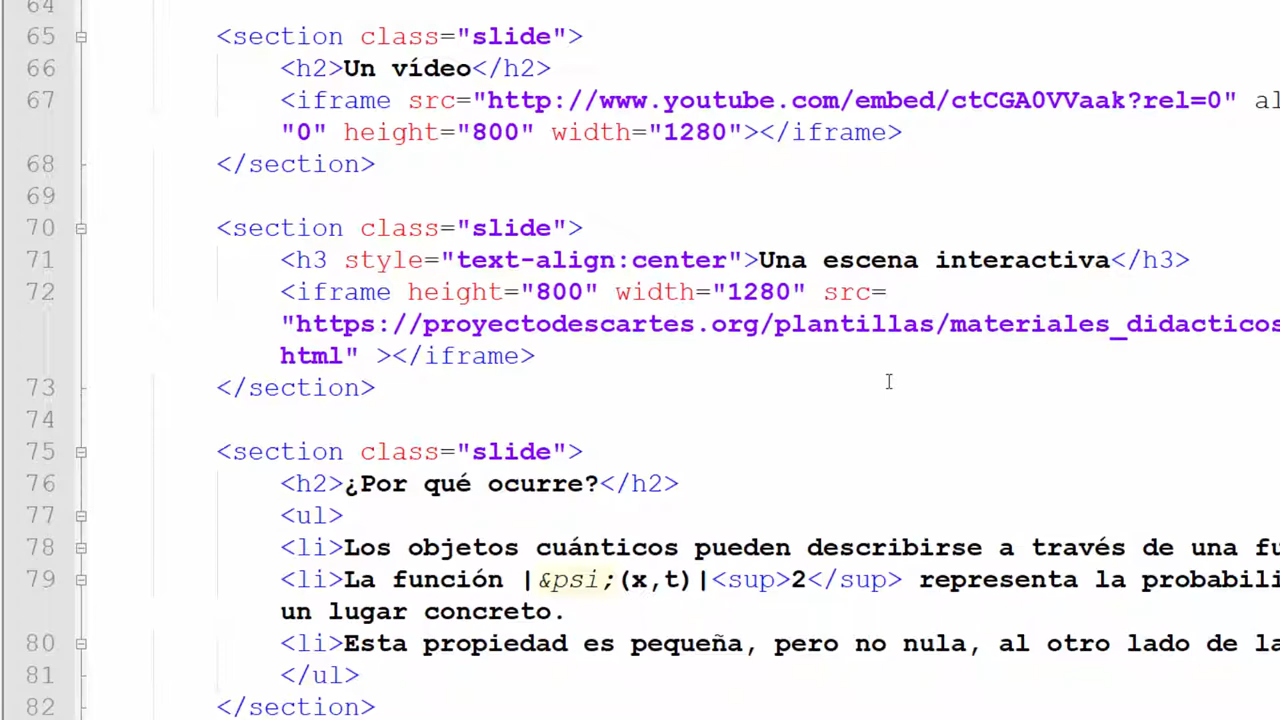 64
65 <section class="slide">
66 <h2>Un vídeo</h2>
67 <iframe src="http://www.youtube.com/embed/ctCGA0VVaak?rel=0" al
"0" height="800" width="1280"></iframe>
68 </section>
69
70 <section class="slide">
71 <h3 style="text-align:center">Una escena interactiva</h3>
72 <iframe height="800" width="1280" src=
"https://proyectodescartes.org/plantillas/materiales_didacticos
html" ></iframe>
73 </section>
74
75 <section class="slide">
76 <h2>¿Por qué ocurre?</h2>
77 <ul>
78 <li>Los objetos cuánticos pueden describirse a través de una fu
79 <li>La función |&psi;(x,t)|<sup>2</sup> representa la probabili
un lugar concreto.
80 <li>Esta propiedad es pequeña, pero no nula, al otro lado de la
81 </ul>
82 </section>